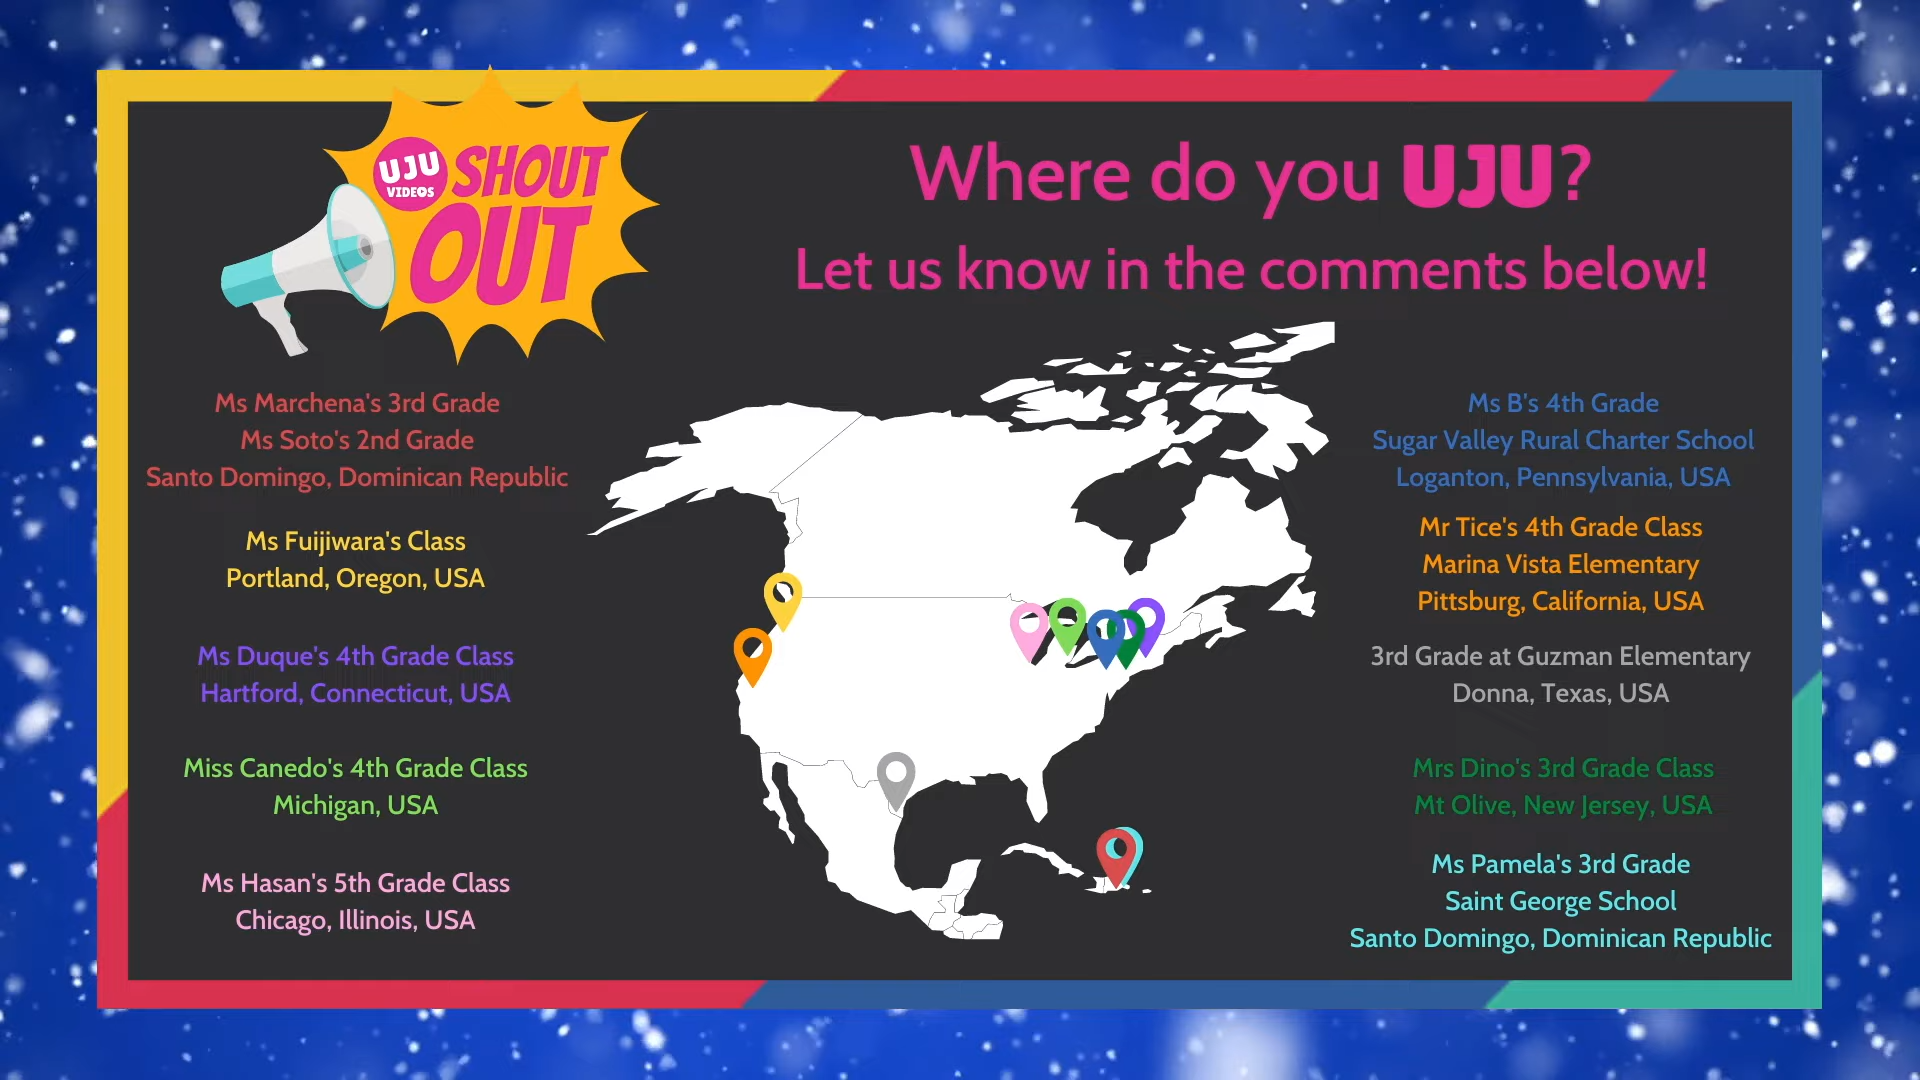 UJU
VIDEOS
SHOUT
OUT
Where do you UJU?
Let us know in the comments below!
Ms Marchena's 3rd Grade
Ms Soto's 2nd Grade
Santo Domingo, Dominican Republic
Ms Fuijiwara's Class
Portland, Oregon, USA
Ms Duque's 4th Grade Class
Hartford, Connecticut, USA
Miss Canedo's 4th Grade Class
Michigan, USA
Ms Hasan's 5th Grade Class
Chicago, Illinois, USA
Ms B's 4th Grade
Sugar Valley Rural Charter School
Loganton, Pennsylvania, USA
Mr Tice's 4th Grade Class
Marina Vista Elementary
Pittsburg, California, USA
3rd Grade at Guzman Elementary
Donna, Texas, USA
Mrs Dino's 3rd Grade Class
Mt Olive, New Jersey, USA
Ms Pamela's 3rd Grade
Saint George School
Santo Domingo, Dominican Republic